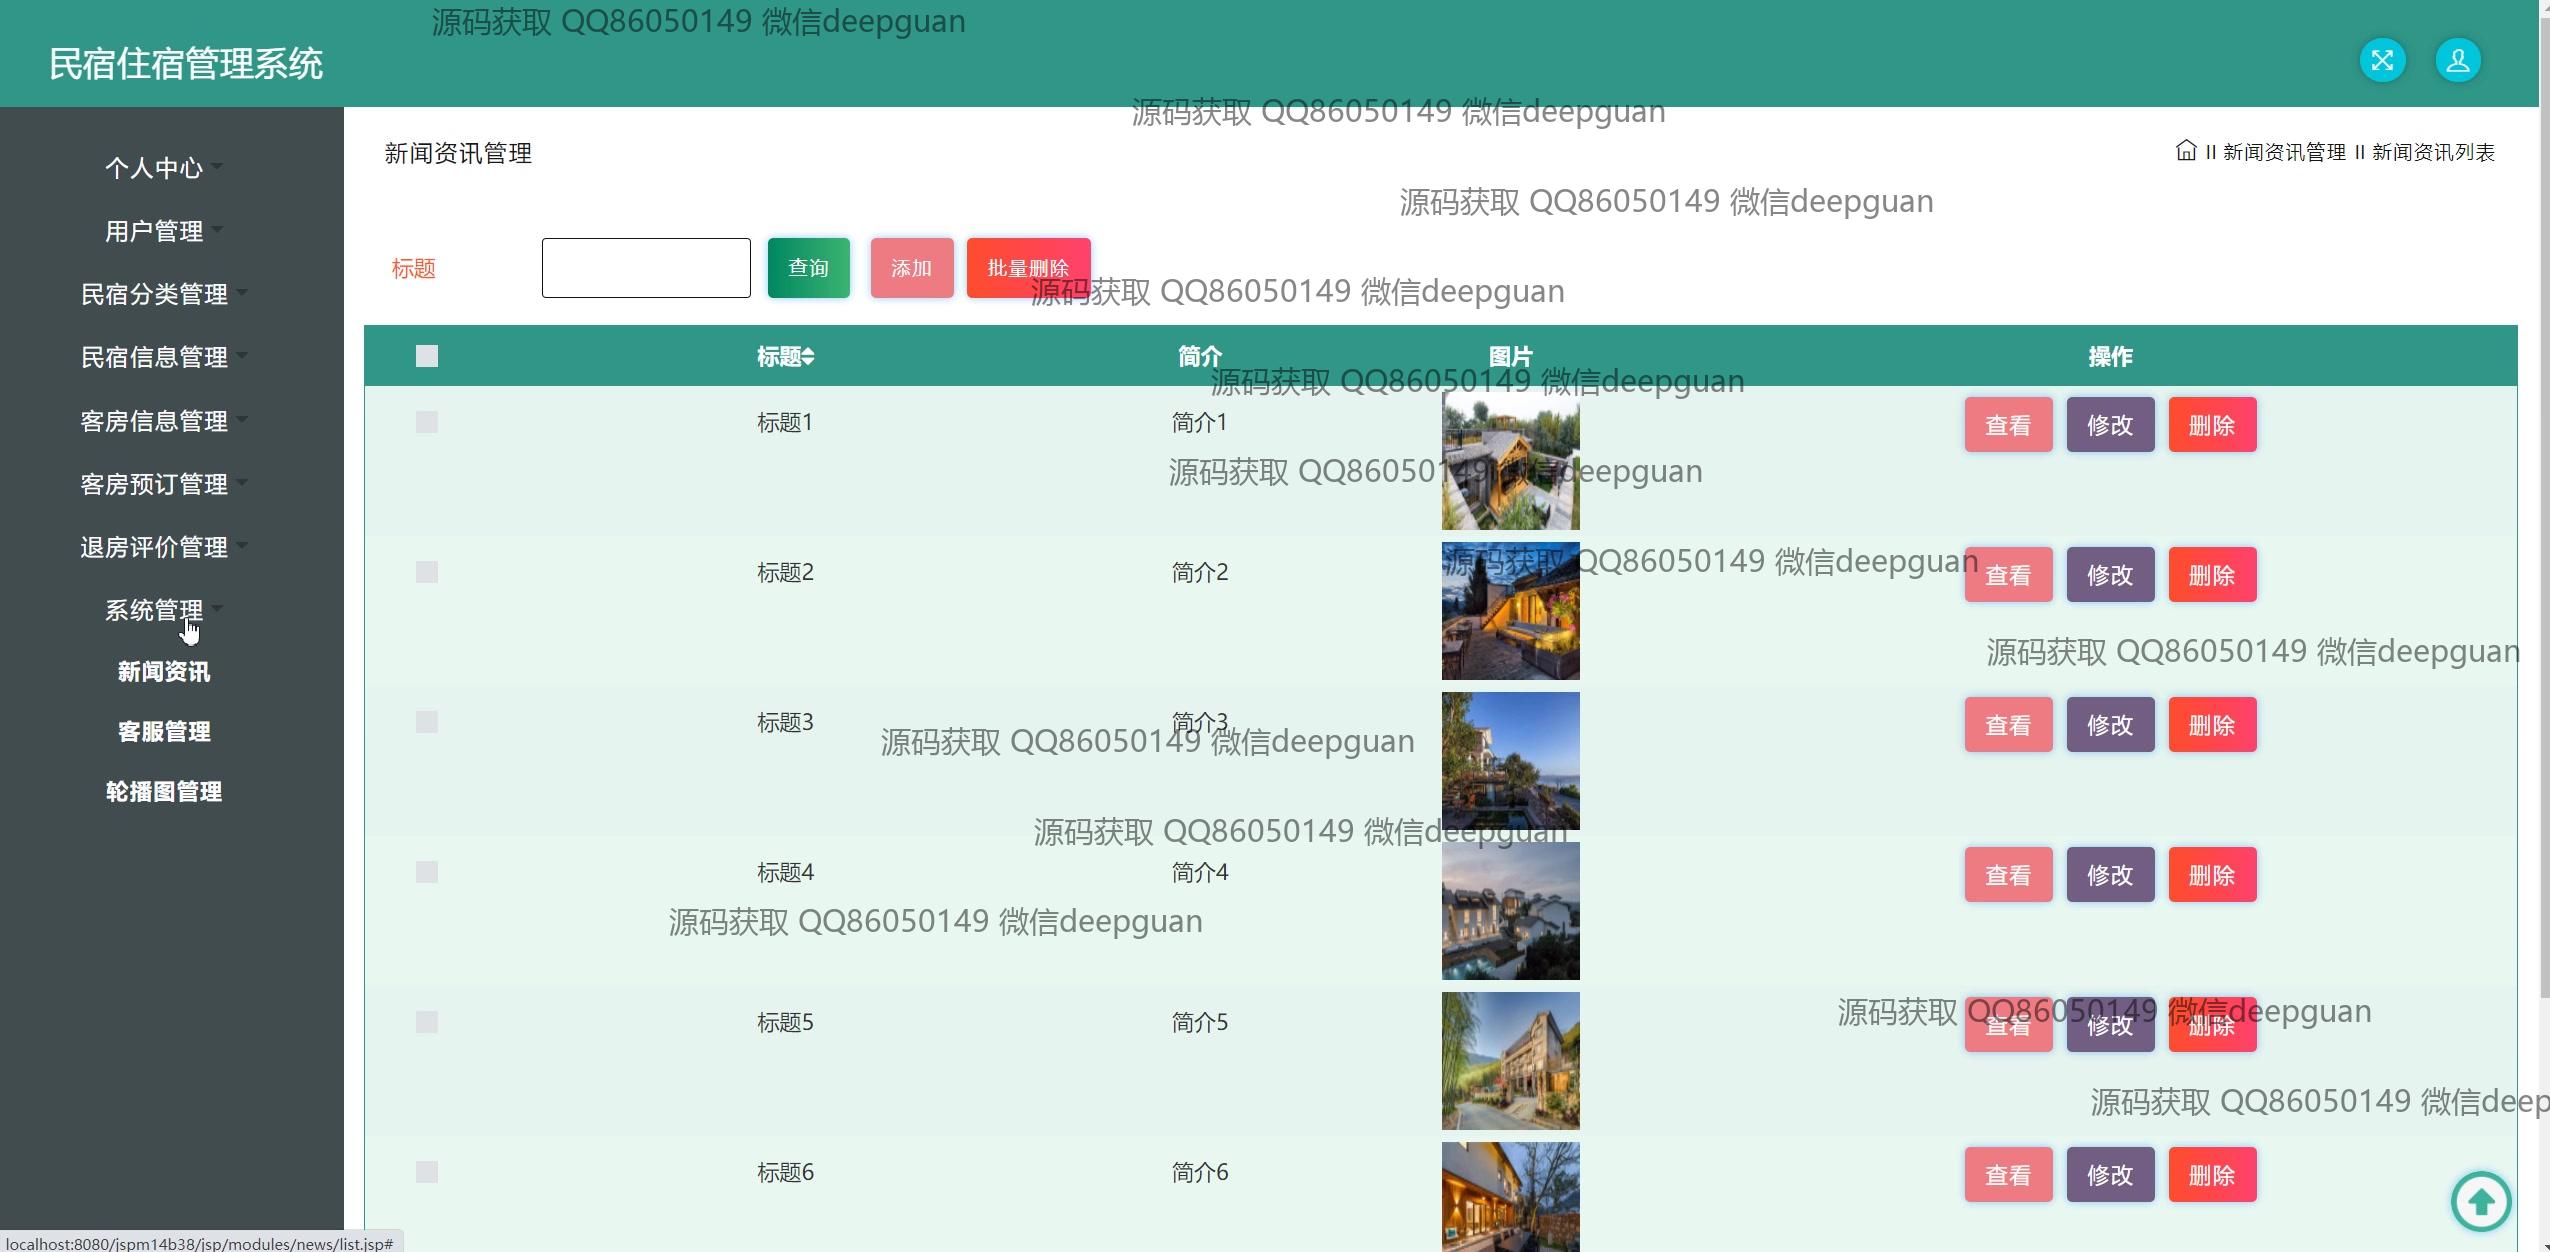 源码获取 QQ86050149 微信deepguan
民宿住宿管理系统
源码获取 QQ86050149 微信deepguan
个人中心
新闻资讯管理
II 新闻资讯管理 II 新闻资讯列表
源码获取 QQ86050149 微信deepguan
用户管理
标题
查询
添加
批量删除
源码获取 QQ86050149 微信deepguan
民宿分类管理
民宿信息管理
标题 简介 图片 操作
源码获取 QQ86050149 微信deepguan
客房信息管理
标题1 简介1 查看 修改 删除
源码获取 QQ86050149 微信deepguan
客房预订管理
退房评价管理
源码获取 QQ86050149 微信deepguan
标题2 简介2 查看 修改 删除
系统管理
源码获取 QQ86050149 微信deepguan
新闻资讯
标题3 简介3 查看 修改 删除
客服管理
源码获取 QQ86050149 微信deepguan
轮播图管理
源码获取 QQ86050149 微信deepguan
标题4 简介4 查看 修改 删除
源码获取 QQ86050149 微信deepguan
源码获取 QQ86050149 微信deepguan
标题5 简介5 查看 修改 删除
源码获取 QQ86050149 微信deep
标题6 简介6 查看 修改 删除
localhost:8080/jspm14b38/jsp/modules/news/list.jsp#